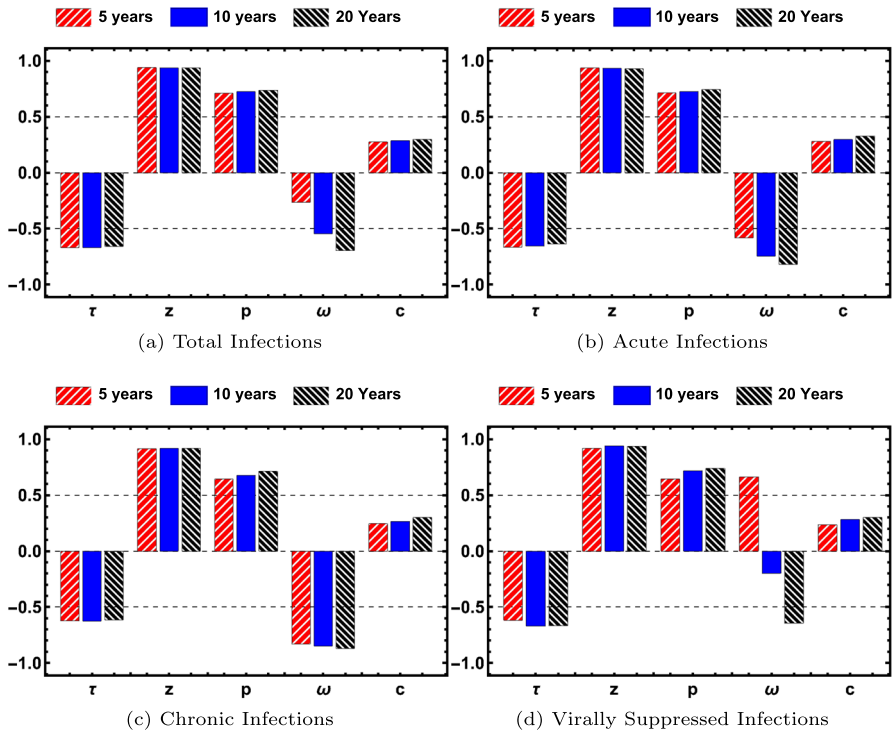 5 years 10 years 20 Years
1.0
0.5
0.0
−0.5
−1.0
τ z p ω c
(a) Total Infections
5 years 10 years 20 Years
1.0
0.5
0.0
−0.5
−1.0
τ z p ω c
(b) Acute Infections
5 years 10 years 20 Years
1.0
0.5
0.0
−0.5
−1.0
τ z p ω c
(c) Chronic Infections
5 years 10 years 20 Years
1.0
0.5
0.0
−0.5
−1.0
τ z p ω c
(d) Virally Suppressed Infections